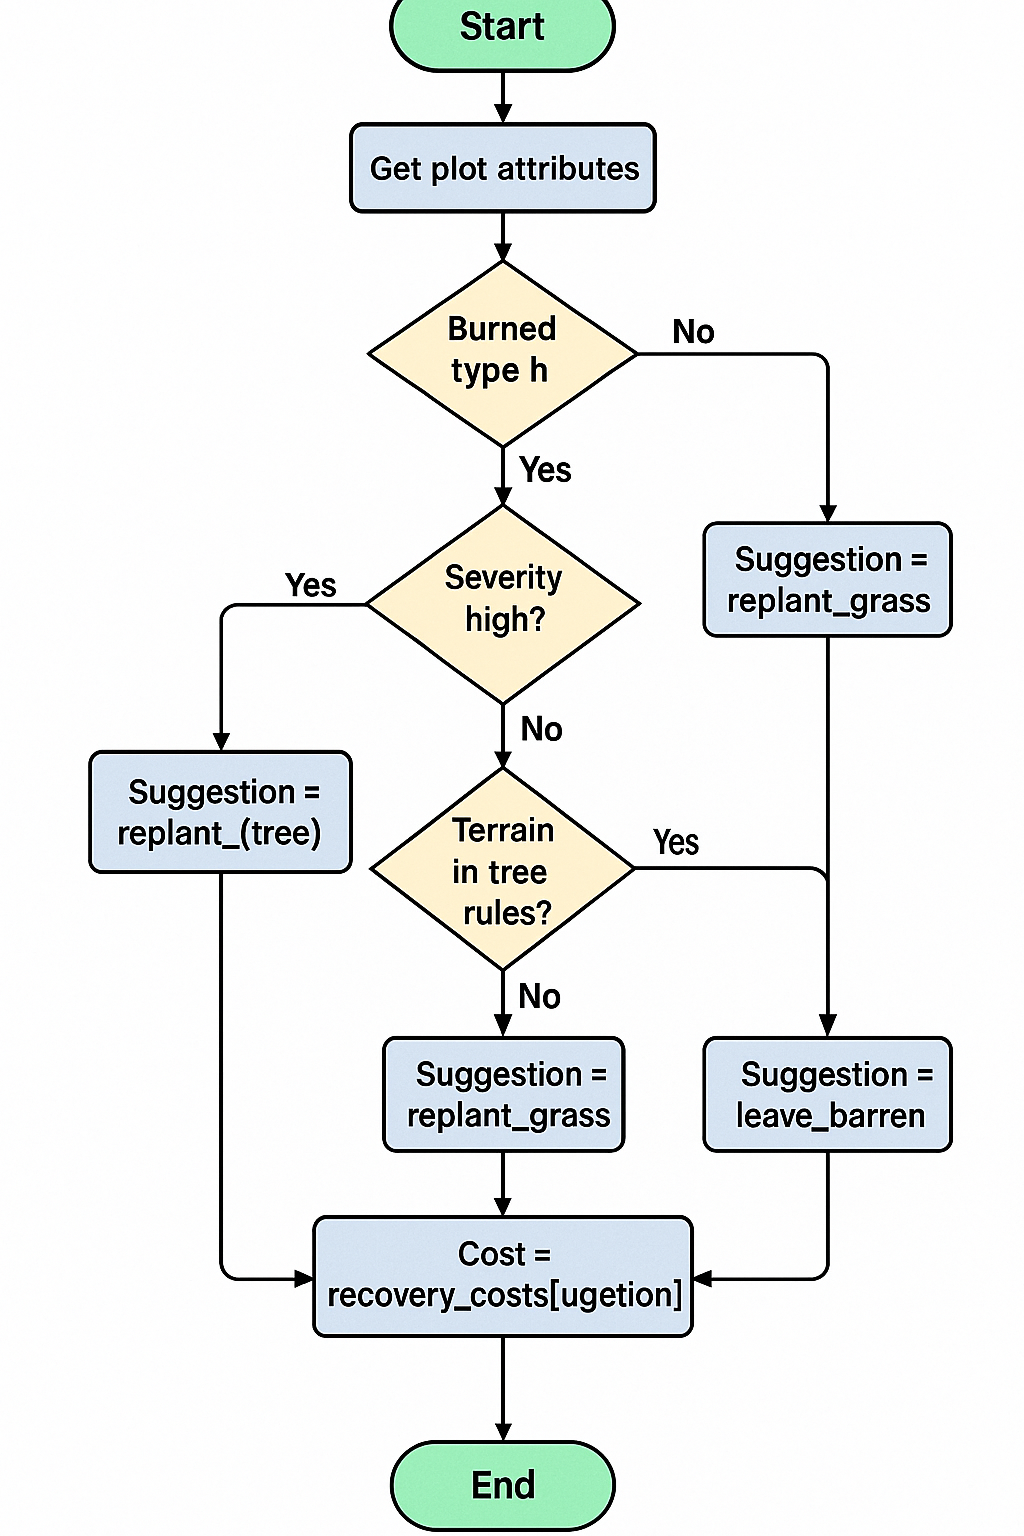 Start
Get plot attributes
Burned
type h
No
Yes
Severity
high?
Yes
Suggestion =
replant_grass
No
Suggestion =
replant_(tree)
Terrain
in tree
rules?
Yes
No
Suggestion =
replant_grass
Suggestion =
leave_barren
Cost =
recovery_costs[ugetion]
End